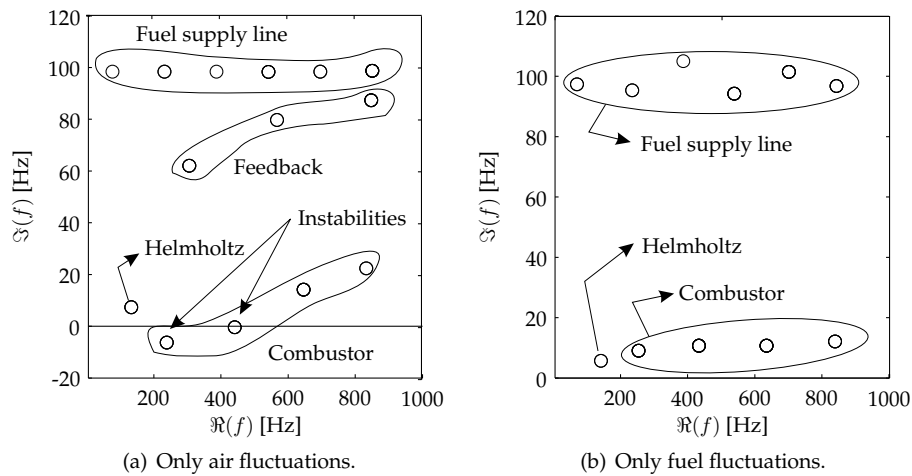 120
100
80
60
40
20
0
-20
ℑ(f) [Hz]
Fuel supply line
Feedback
Instabilities
Helmholtz
Combustor
200
400
600
800
1000
ℜ(f) [Hz]
(a) Only air fluctuations.
120
100
80
60
40
20
0
ℑ(f) [Hz]
Fuel supply line
Helmholtz
Combustor
200
400
600
800
1000
ℜ(f) [Hz]
(b) Only fuel fluctuations.